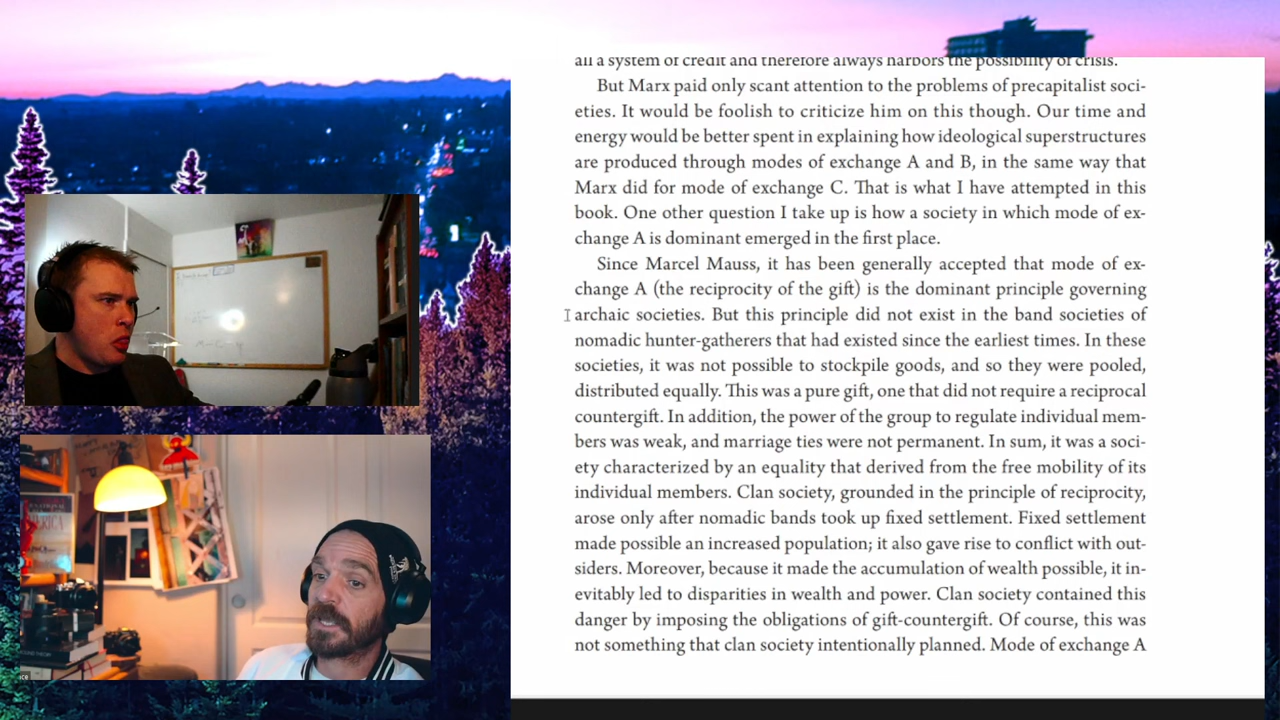 all a system of credit and therefore always harbors the possibility of crisis.
But Marx paid only scant attention to the problems of precapitalist soci-
eties. It would be foolish to criticize him on this though. Our time and
energy would be better spent in explaining how ideological superstructures
are produced through modes of exchange A and B, in the same way that
Marx did for mode of exchange C. That is what I have attempted in this
book. One other question I take up is how a society in which mode of ex-
change A is dominant emerged in the first place.
Since Marcel Mauss, it has been generally accepted that mode of ex-
change A (the reciprocity of the gift) is the dominant principle governing
archaic societies. But this principle did not exist in the band societies of
nomadic hunter-gatherers that had existed since the earliest times. In these
societies, it was not possible to stockpile goods, and so they were pooled,
distributed equally. This was a pure gift, one that did not require a reciprocal
countergift. In addition, the power of the group to regulate individual mem-
bers was weak, and marriage ties were not permanent. In sum, it was a soci-
ety characterized by an equality that derived from the free mobility of its
individual members. Clan society, grounded in the principle of reciprocity,
arose only after nomadic bands took up fixed settlement. Fixed settlement
made possible an increased population; it also gave rise to conflict with out-
siders. Moreover, because it made the accumulation of wealth possible, it in-
evitably led to disparities in wealth and power. Clan society contained this
danger by imposing the obligations of gift-countergift. Of course, this was
not something that clan society intentionally planned. Mode of exchange A